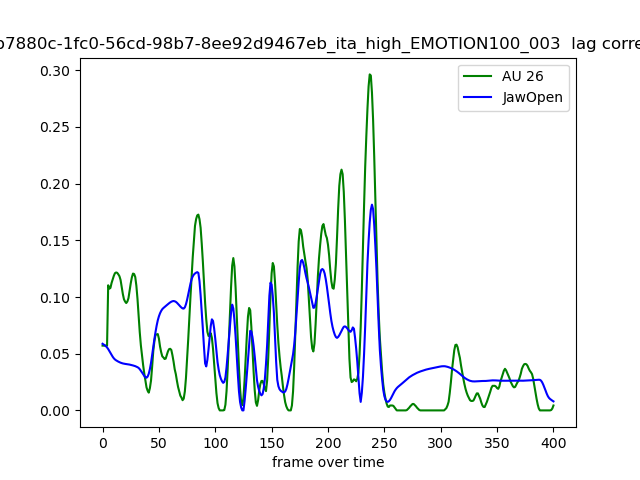 b7880c-1fc0-56cd-98b7-8ee92d9467eb_ita_high_EMOTION100_003 lag corre
AU 26
JawOpen
0.30
0.25
0.20
0.15
0.10
0.05
0.00
0 50 100 150 200 250 300 350 400
frame over time